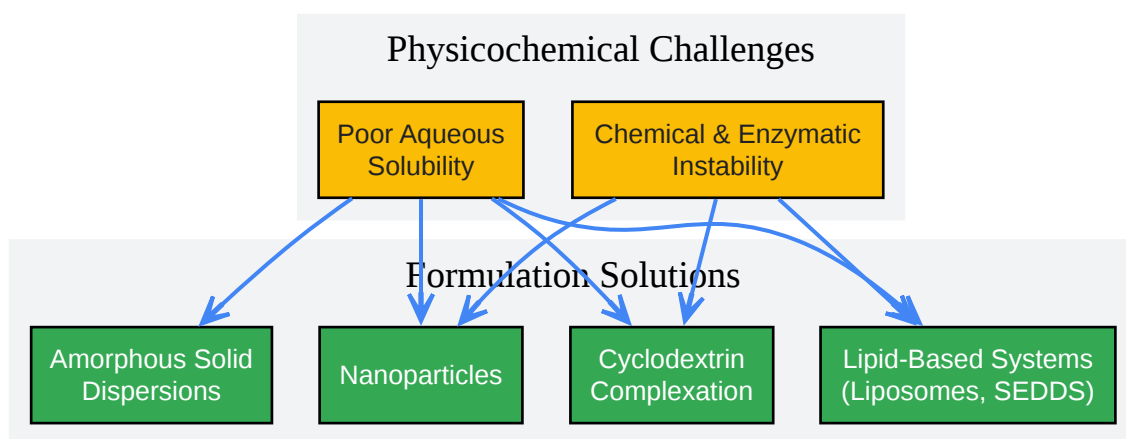 Physicochemical Challenges
Poor Aqueous
Solubility
Chemical & Enzymatic
Instability
Formulation Solutions
Amorphous Solid
Dispersions
Nanoparticles
Cyclodextrin
Complexation
Lipid-Based Systems
(Liposomes, SEDDS)